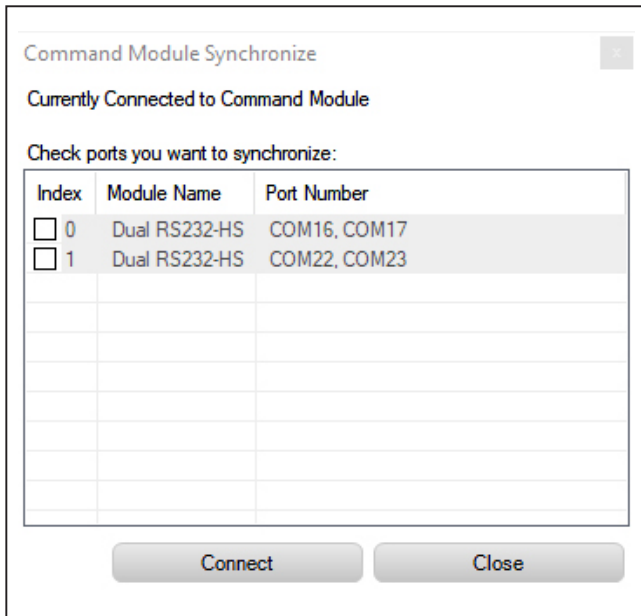 Command Module Synchronize
x
Currently Connected to Command Module
Check ports you want to synchronize:
Index Module Name Port Number
0 Dual RS232-HS COM16, COM17
1 Dual RS232-HS COM22, COM23
Connect Close